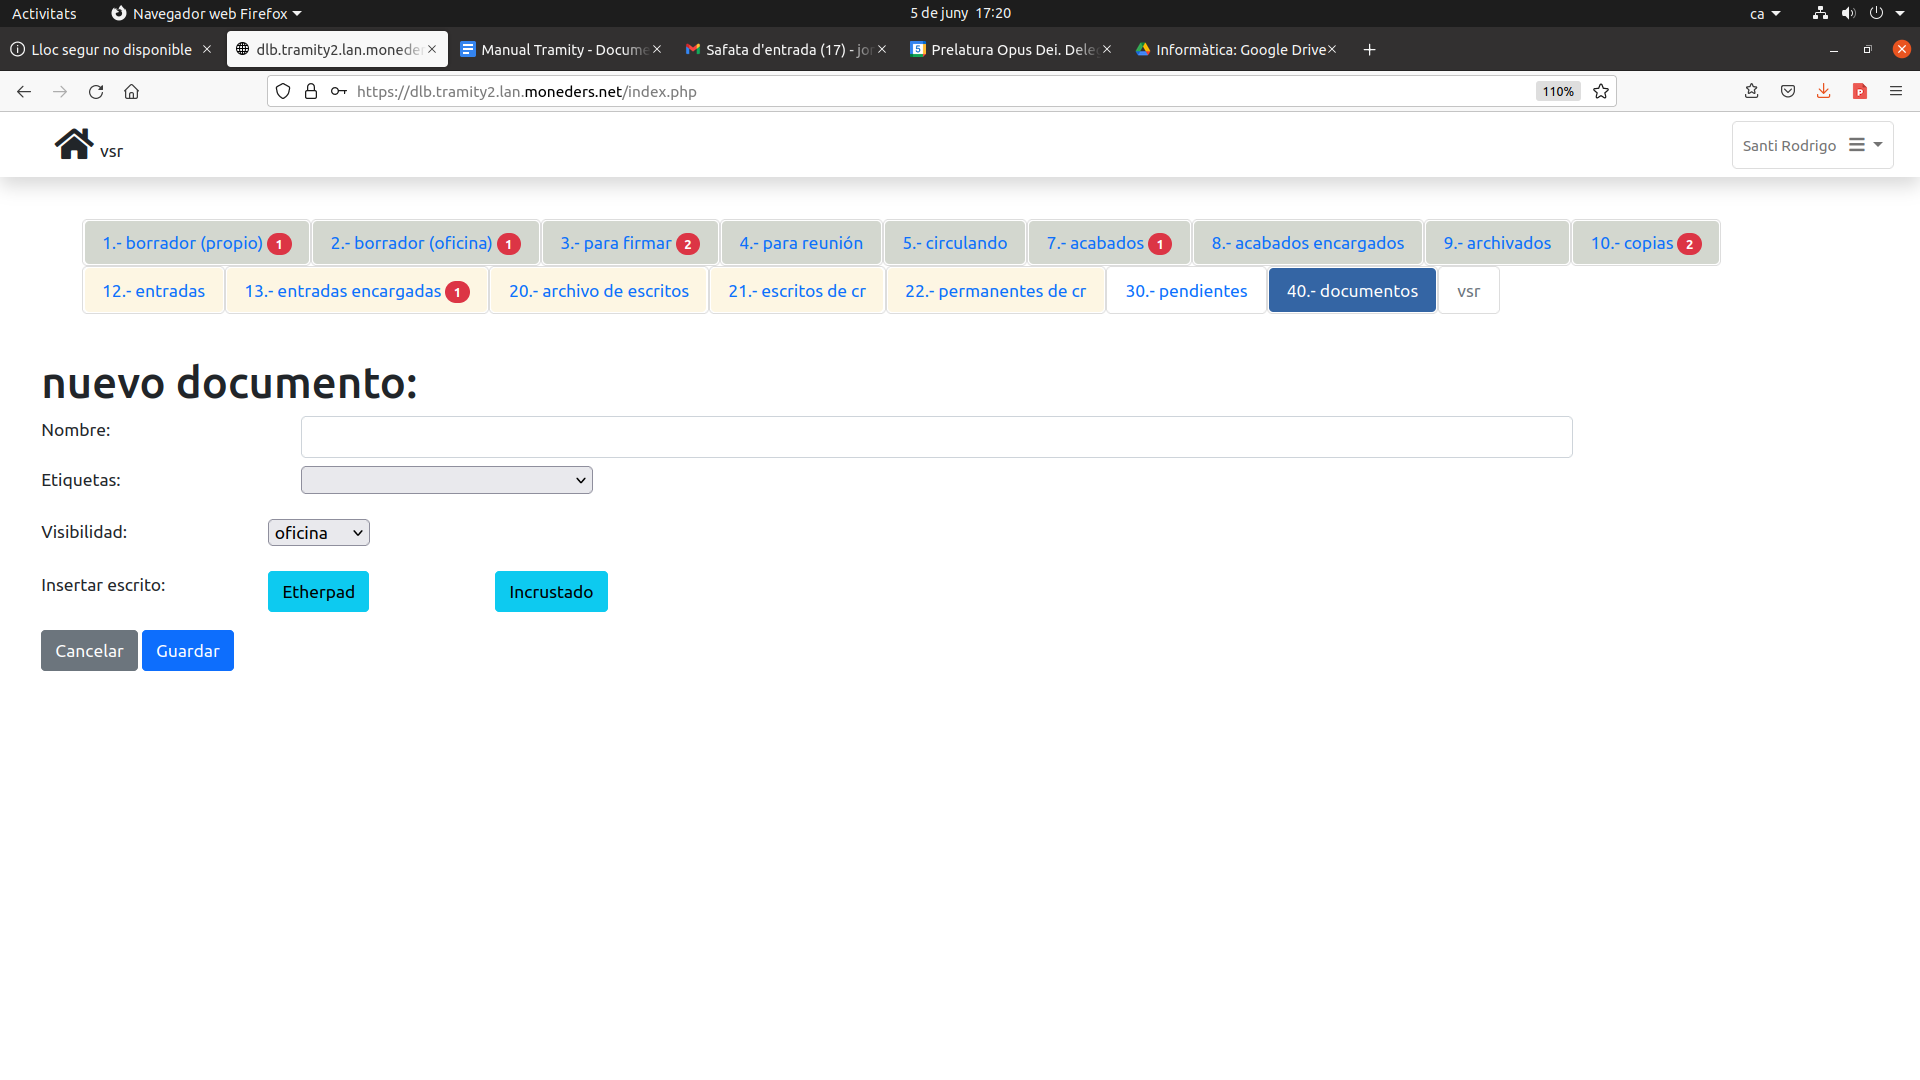 Activitats Navegador web Firefox 5 de juny 17:20 ca
Lloc segur no disponible dlb.tramity2.lan.moneders Manual Tramity - Docume Safata d'entrada (17) - jor Prelatura Opus Dei. Deleg Informàtica: Google Drive
https://dlb.tramity2.lan.moneders.net/index.php 110%
vsr Santi Rodrigo
1.- borrador (propio) 1 2.- borrador (oficina) 1 3.- para firmar 2 4.- para reunión 5.- circulando 7.- acabados 1 8.- acabados encargados 9.- archivados 10.- copias 2
12.- entradas 13.- entradas encargadas 1 20.- archivo de escritos 21.- escritos de cr 22.- permanentes de cr 30.- pendientes 40.- documentos vsr
nuevo documento:
Nombre:
Etiquetas:
Visibilidad: oficina
Insertar escrito: Etherpad Incrustado
Cancelar Guardar